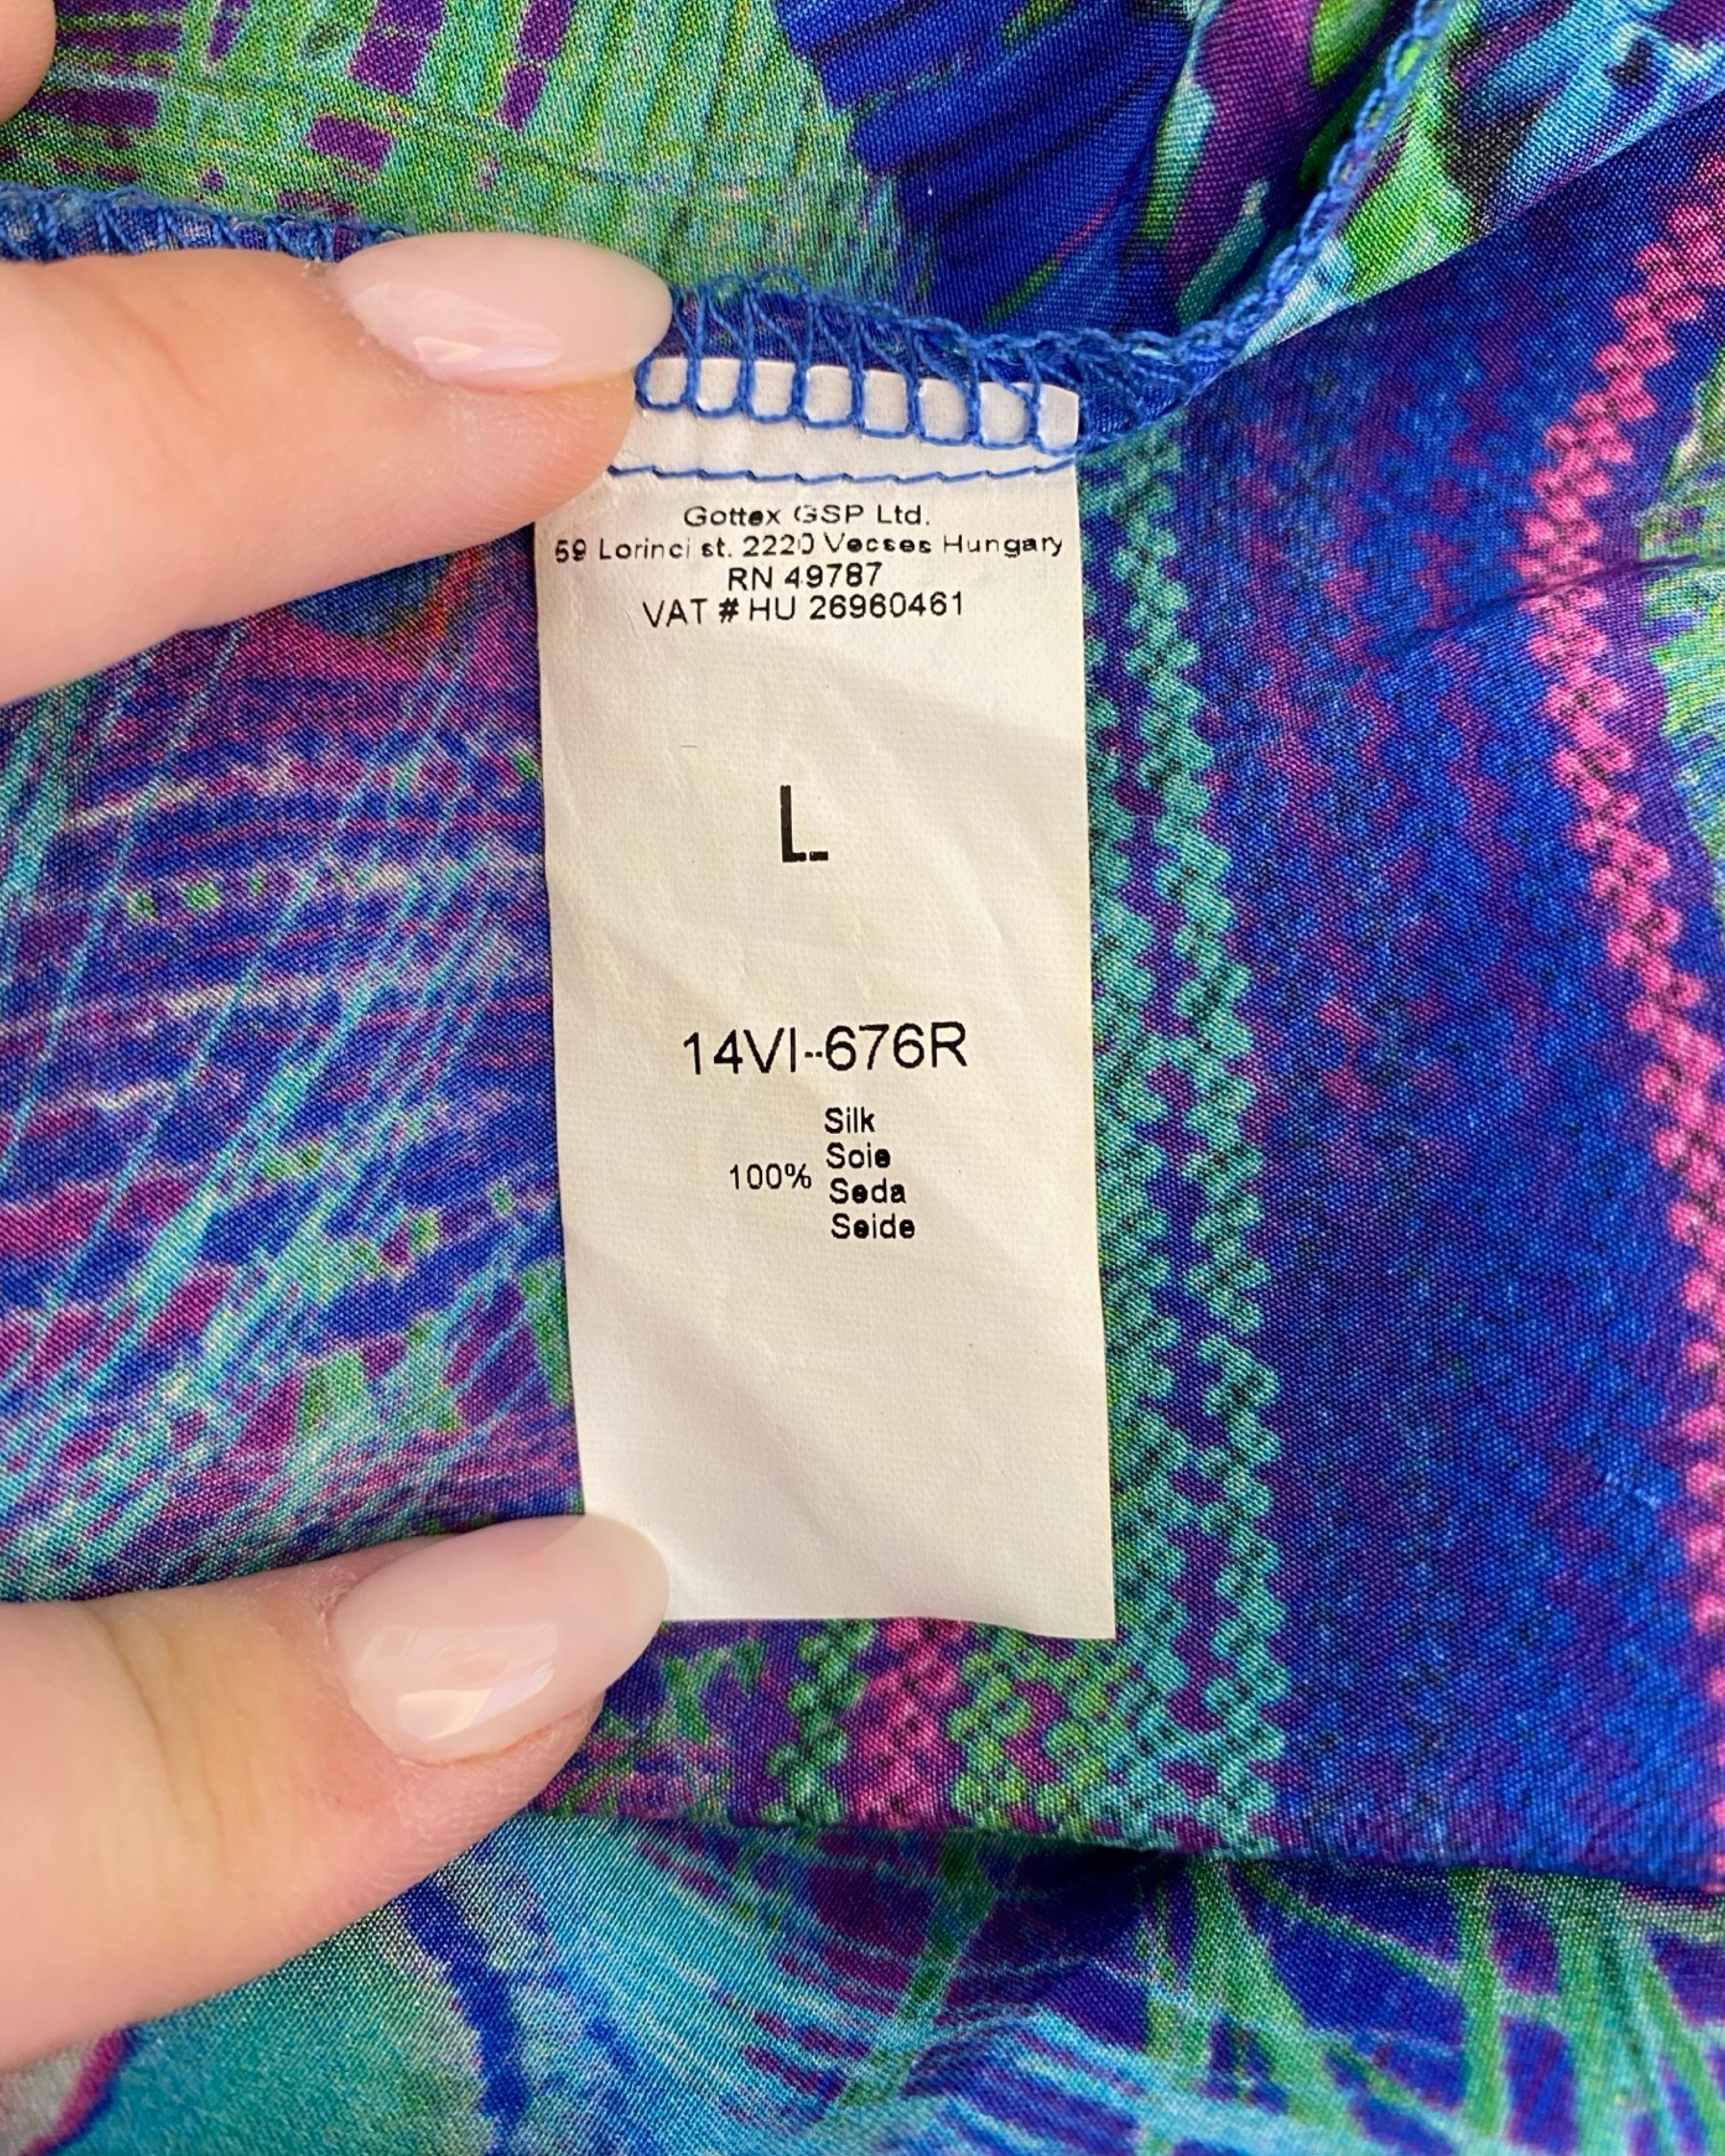 Gottex GSP Ltd.
59 Lorinci st. 2220 Vecses Hungary
RN 49787
VAT # HU 26960461
L
14VI-676R
100%
Silk
Soie
Seda
Seide